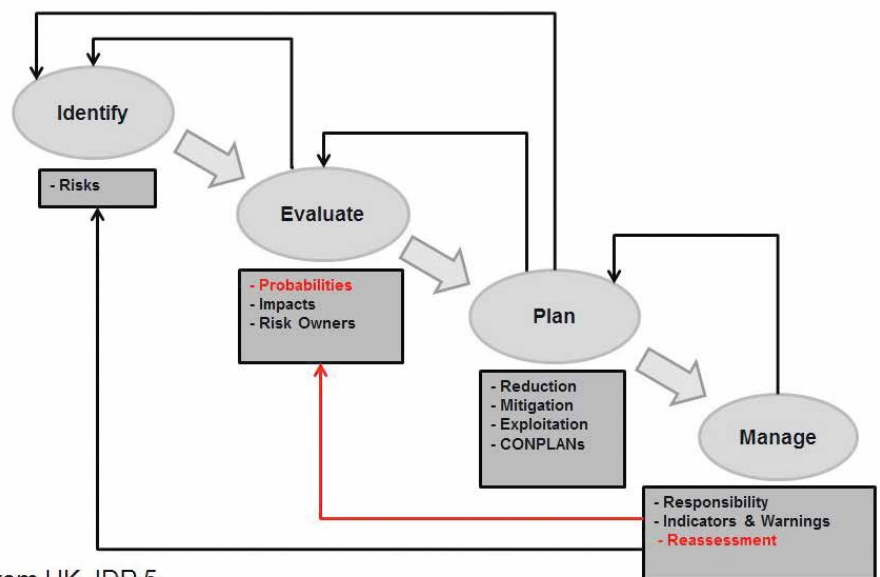 Identify
- Risks
Evaluate
- Probabilities
- Impacts
- Risk Owners
Plan
- Reduction
- Mitigation
- Exploitation
- CONPLANs
Manage
- Responsibility
- Indicators & Warnings
- Reassessment